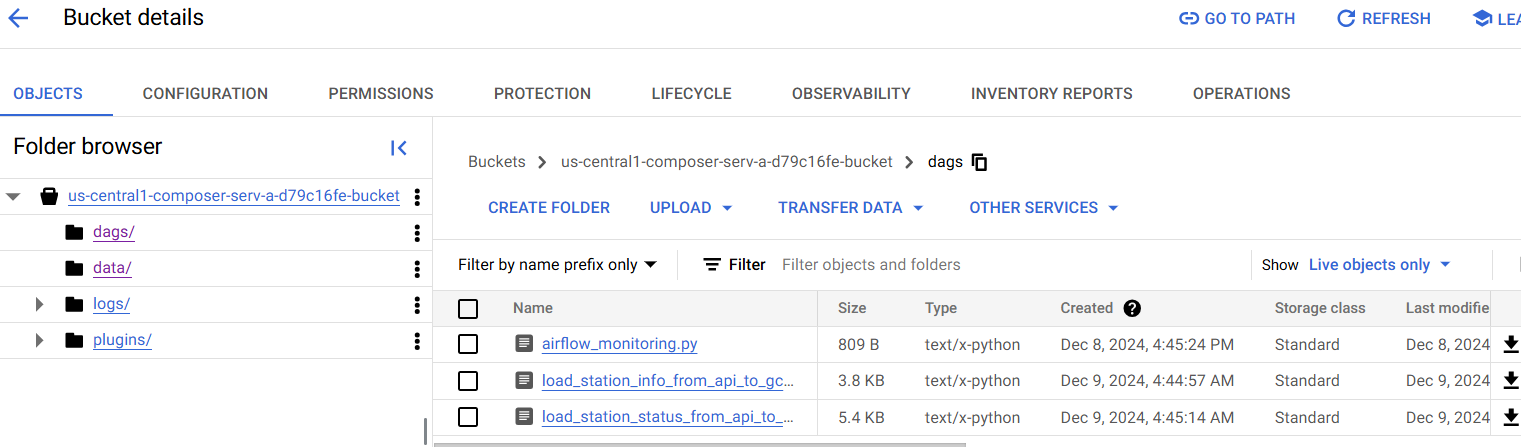 Bucket details
GO TO PATH
REFRESH
LEA
OBJECTS
CONFIGURATION
PERMISSIONS
PROTECTION
LIFECYCLE
OBSERVABILITY
INVENTORY REPORTS
OPERATIONS
Folder browser
us-central1-composer-serv-a-d79c16fe-bucket
dags/
data/
logs/
plugins/
Buckets > us-central1-composer-serv-a-d79c16fe-bucket > dags
CREATE FOLDER
UPLOAD
TRANSFER DATA
OTHER SERVICES
Filter by name prefix only
Filter
Filter objects and folders
Show Live objects only
Name Size Type Created Storage class Last modifie
airflow_monitoring.py 809 B text/x-python Dec 8, 2024, 4:45:24 PM Standard Dec 8, 2024
load_station_info_from_api_to_gc... 3.8 KB text/x-python Dec 9, 2024, 4:44:57 AM Standard Dec 9, 2024
load_station_status_from_api_to_... 5.4 KB text/x-python Dec 9, 2024, 4:45:14 AM Standard Dec 9, 2024